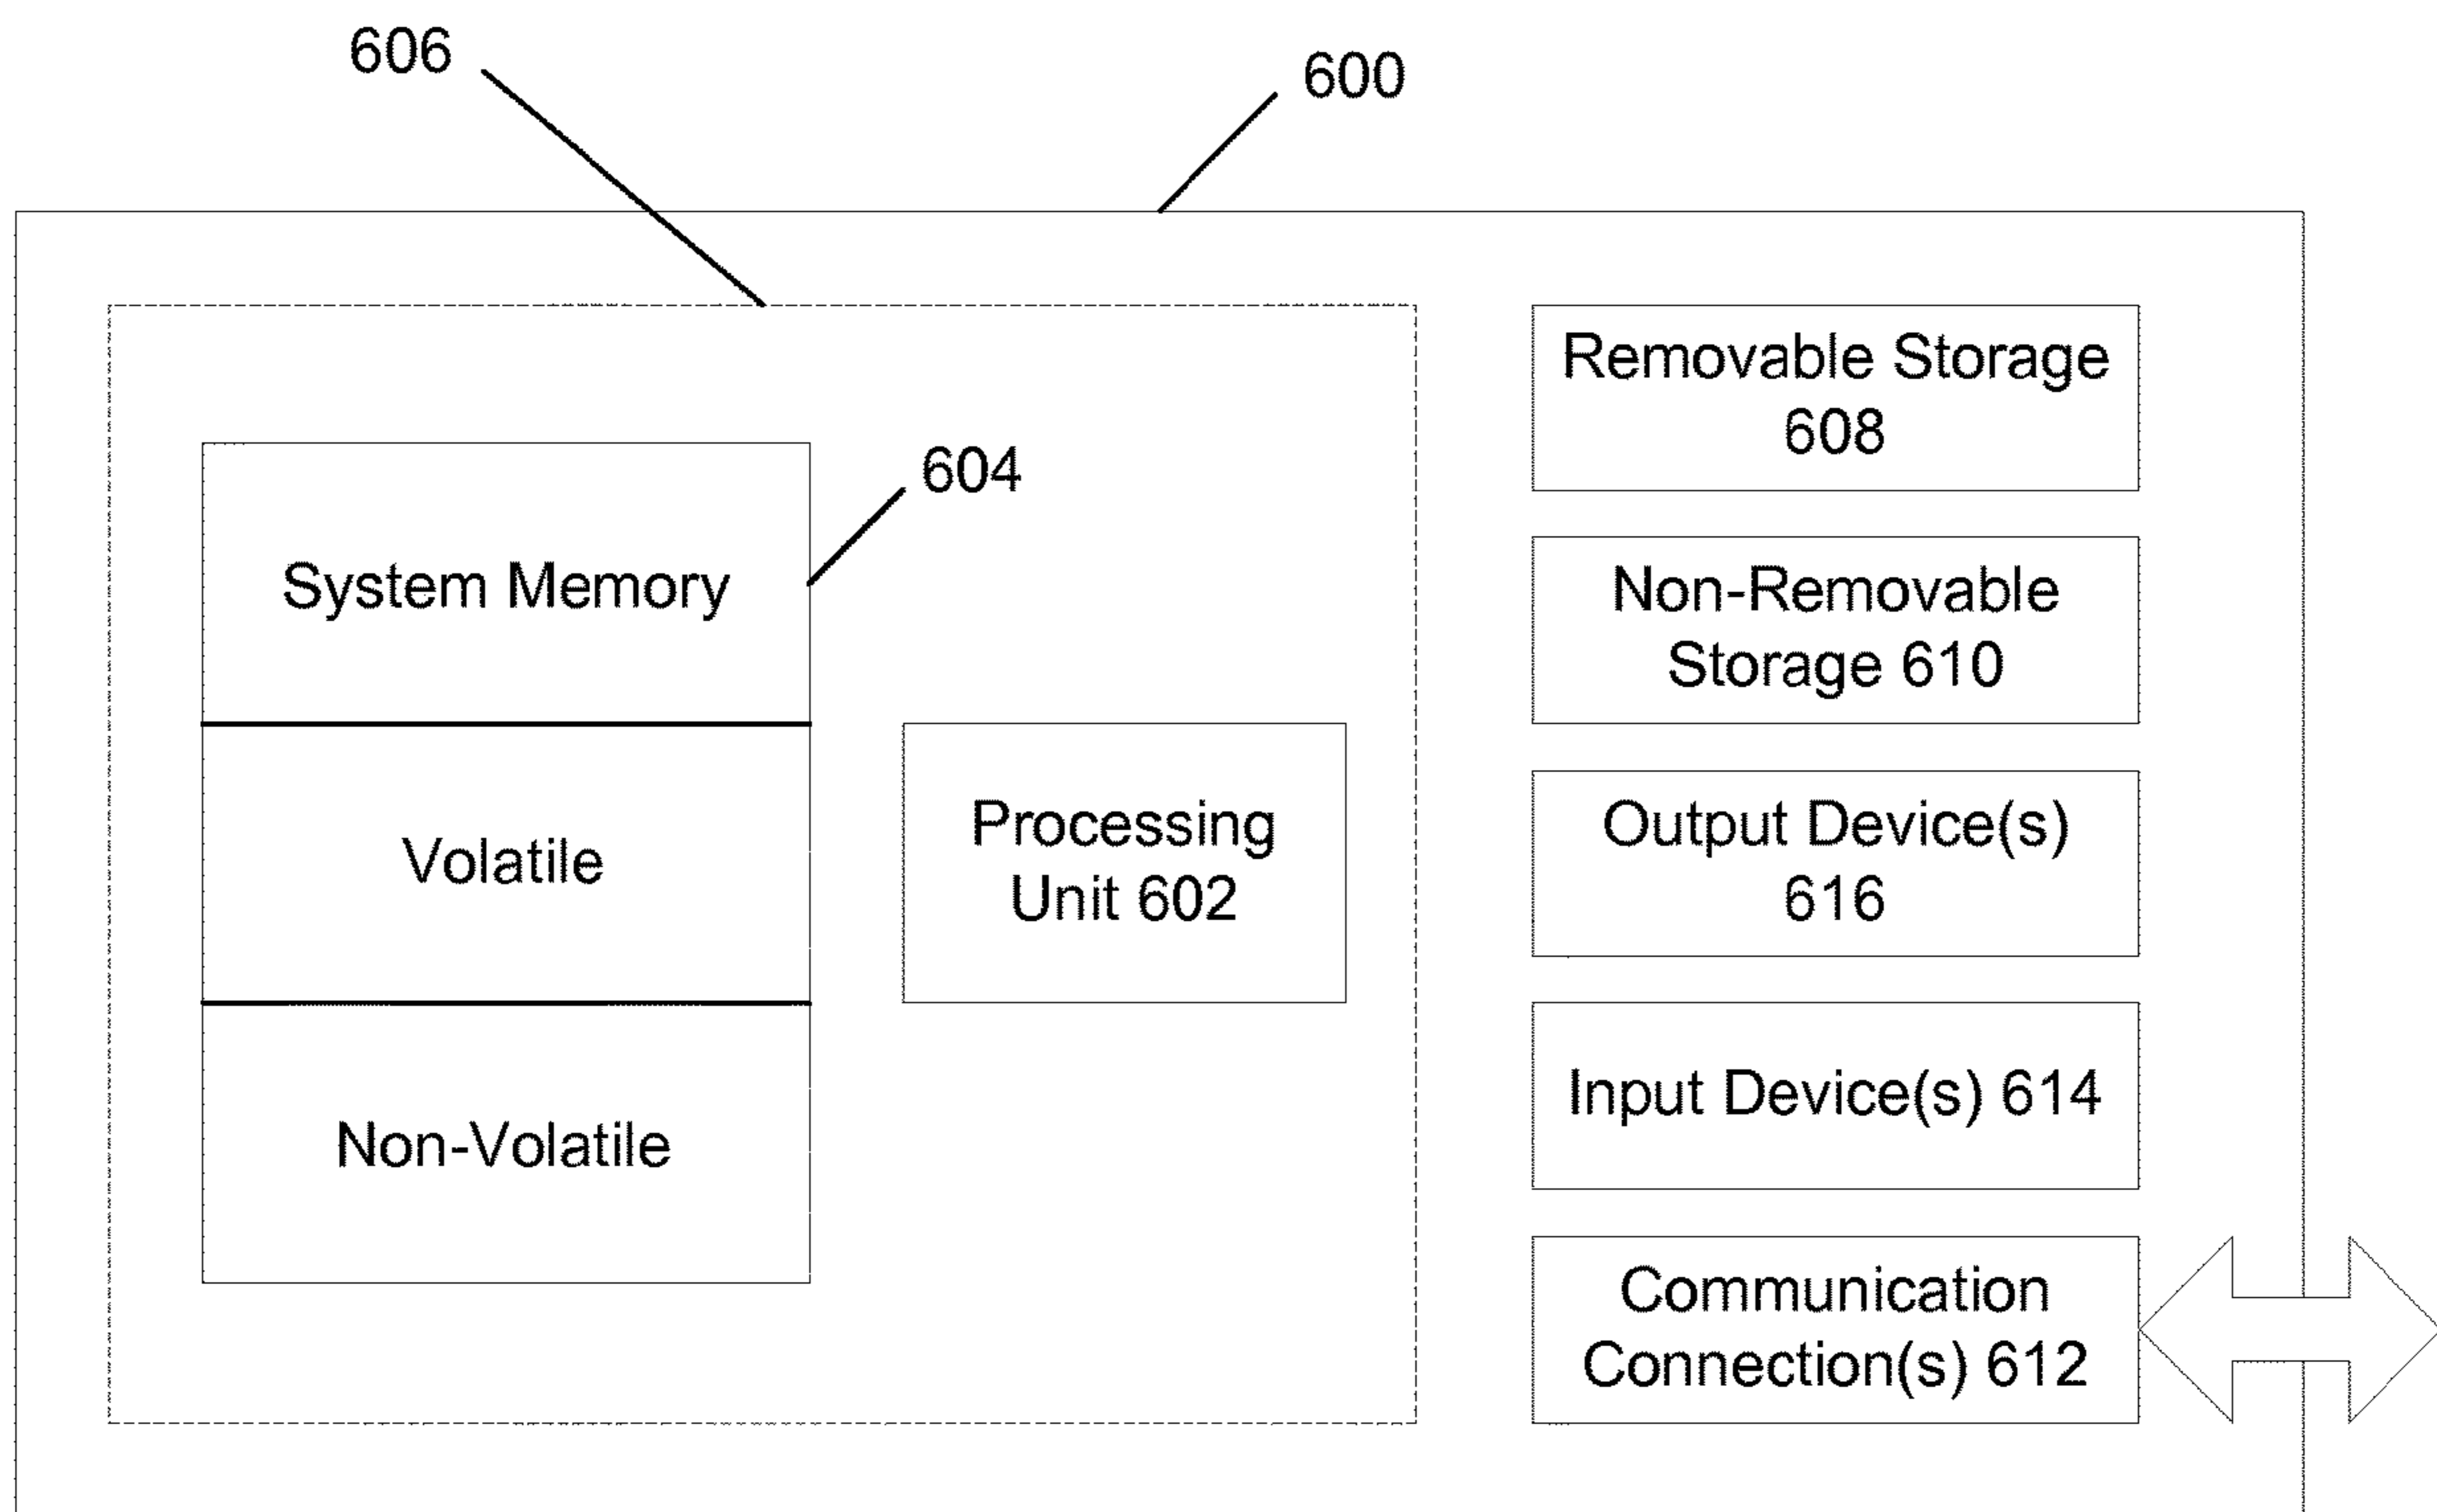 606
600
604
System Memory
Volatile
Non-Volatile
Processing
Unit 602
Removable Storage
608
Non-Removable
Storage 610
Output Device(s)
616
Input Device(s) 614
Communication
Connection(s) 612